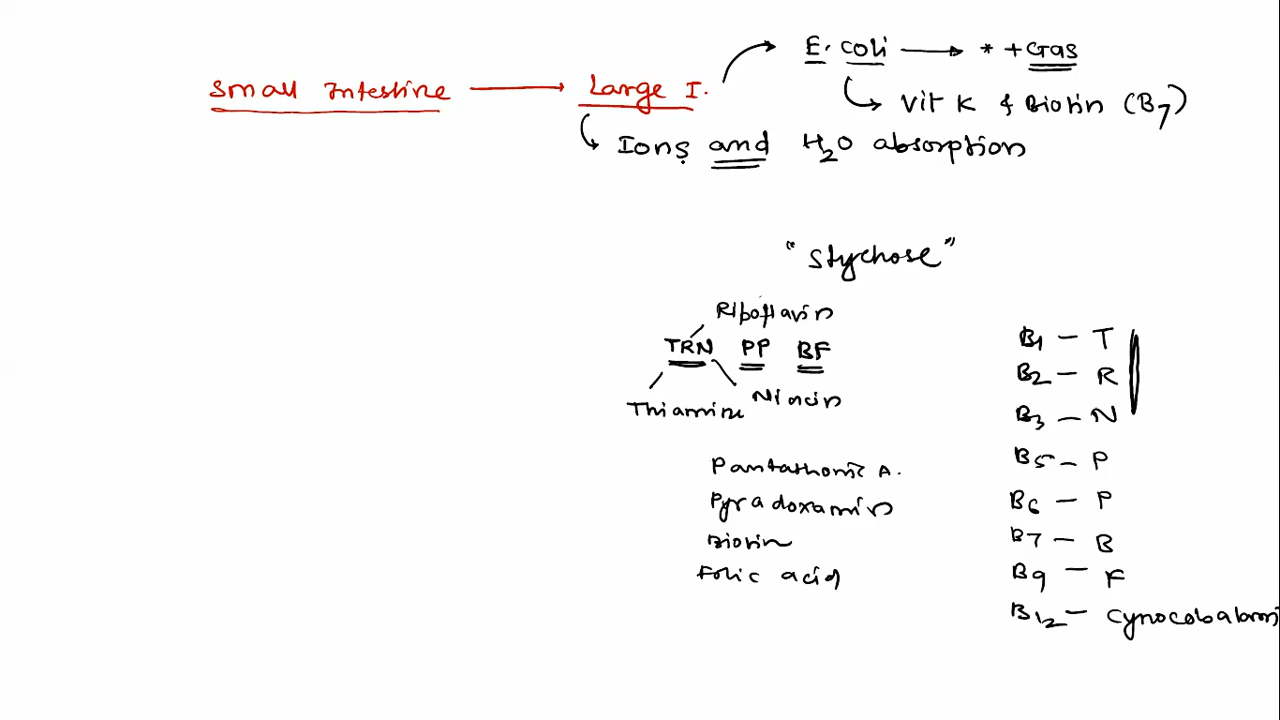 E. coli → * + Gas
Small Intestine → Large I.
Vit K & Biotin (B7)
Ions and H2O absorption
"Stychose"
Riboflavin
TRN PP BF
Thiamine Niacin
Pantathonic A.
Pyradoxamin
Biotin
Folic acid
B1 - T
B2 - R
B3 - N
B5 - P
B6 - P
B7 - B
B9 - F
B12 - Cynocobalami